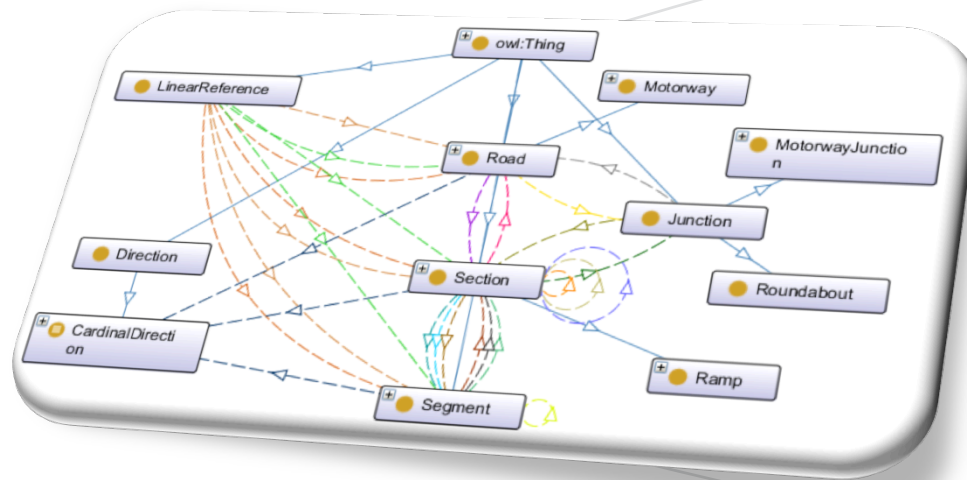 owl:Thing
LinearReference
Motorway
MotorwayJunctio
n
Road
Junction
Direction
Section
Roundabout
CardinalDirecti
on
Ramp
Segment